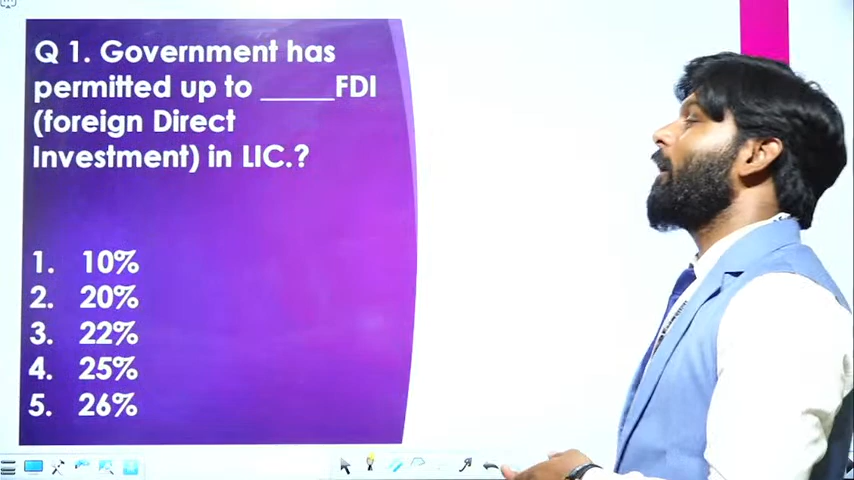 Q 1. Government has
permitted up to _____FDI
(foreign Direct
Investment) in LIC.?
1. 10%
2. 20%
3. 22%
4. 25%
5. 26%